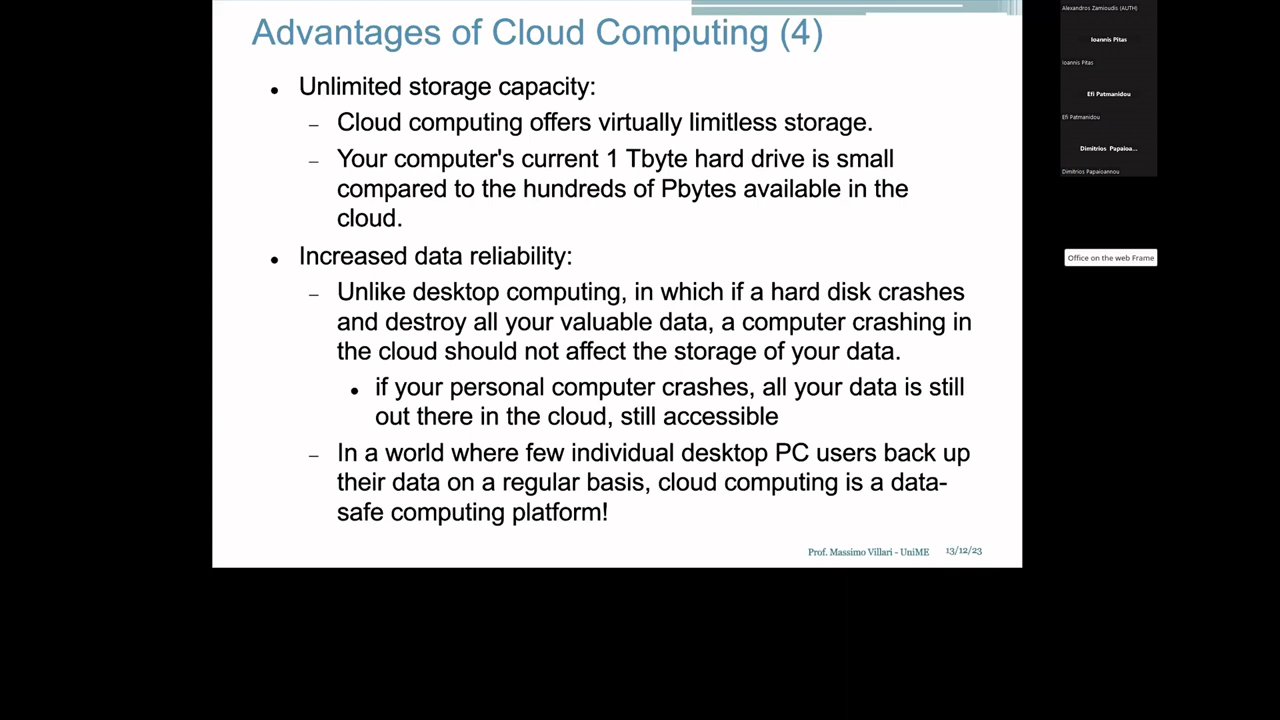 Advantages of Cloud Computing (4)
• Unlimited storage capacity:
– Cloud computing offers virtually limitless storage.
– Your computer's current 1 Tbyte hard drive is small
compared to the hundreds of Pbytes available in the
cloud.
• Increased data reliability:
– Unlike desktop computing, in which if a hard disk crashes
and destroy all your valuable data, a computer crashing in
the cloud should not affect the storage of your data.
• if your personal computer crashes, all your data is still
out there in the cloud, still accessible
– In a world where few individual desktop PC users back up
their data on a regular basis, cloud computing is a data-
safe computing platform!
Prof. Massimo Villari - UniME 13/12/23
Alexandros Zamioudis (AUTH)
Ioannis Pitas
Ioannis Pitas
Efi Patmanidou
Efi Patmanidou
Dimitrios Papaioa...
Dimitrios Papaioannou
Office on the web Frame